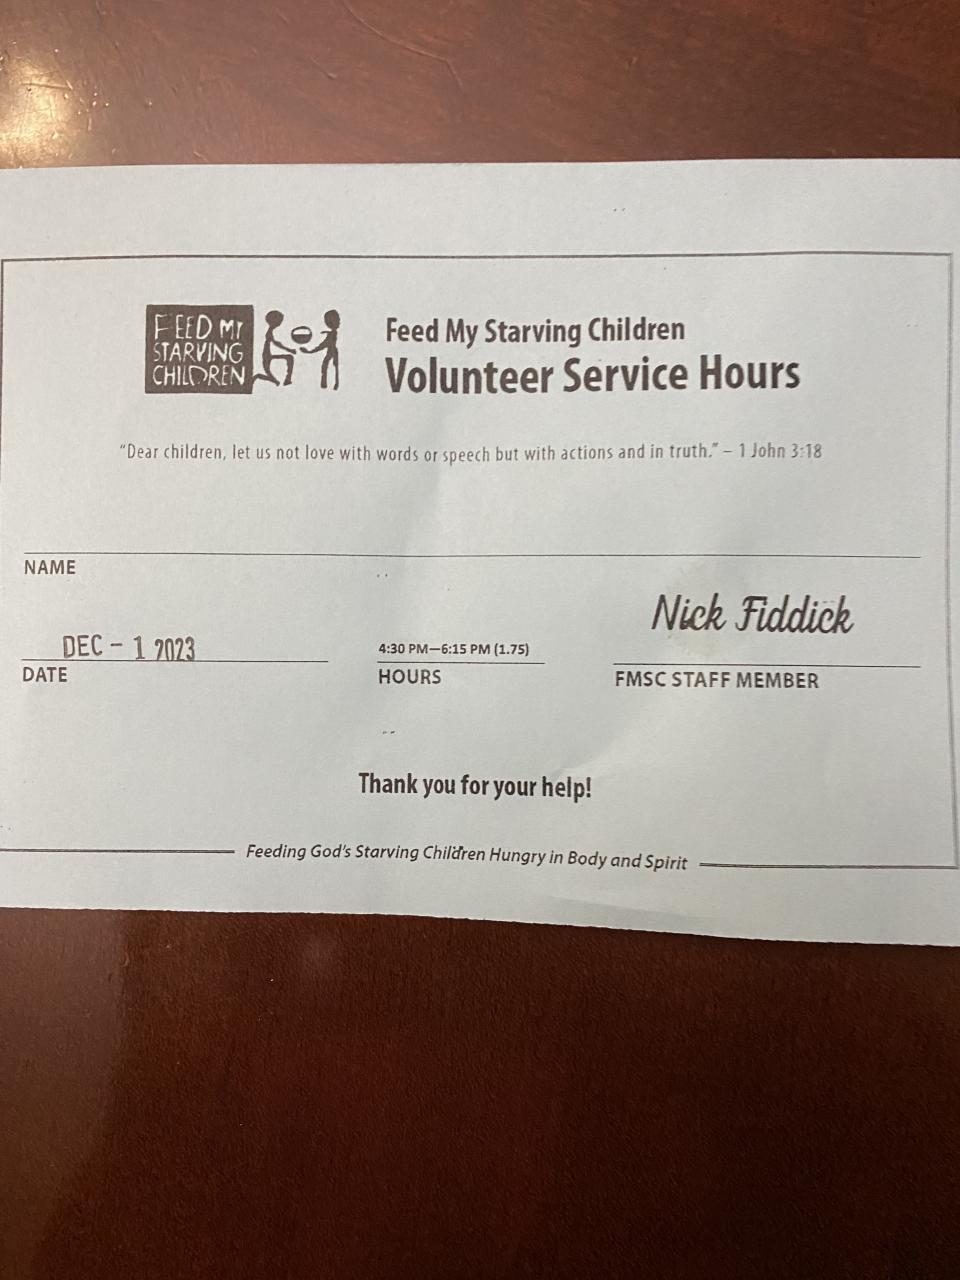 FEED MY
STARVING
CHILDREN
Feed My Starving Children
Volunteer Service Hours
“Dear children, let us not love with words or speech but with actions and in truth.” – 1 John 3:18
NAME
Nick Fiddick
DEC - 1 2023
4:30 PM—6:15 PM (1.75)
DATE
HOURS
FMSC STAFF MEMBER
Thank you for your help!
Feeding God's Starving Children Hungry in Body and Spirit